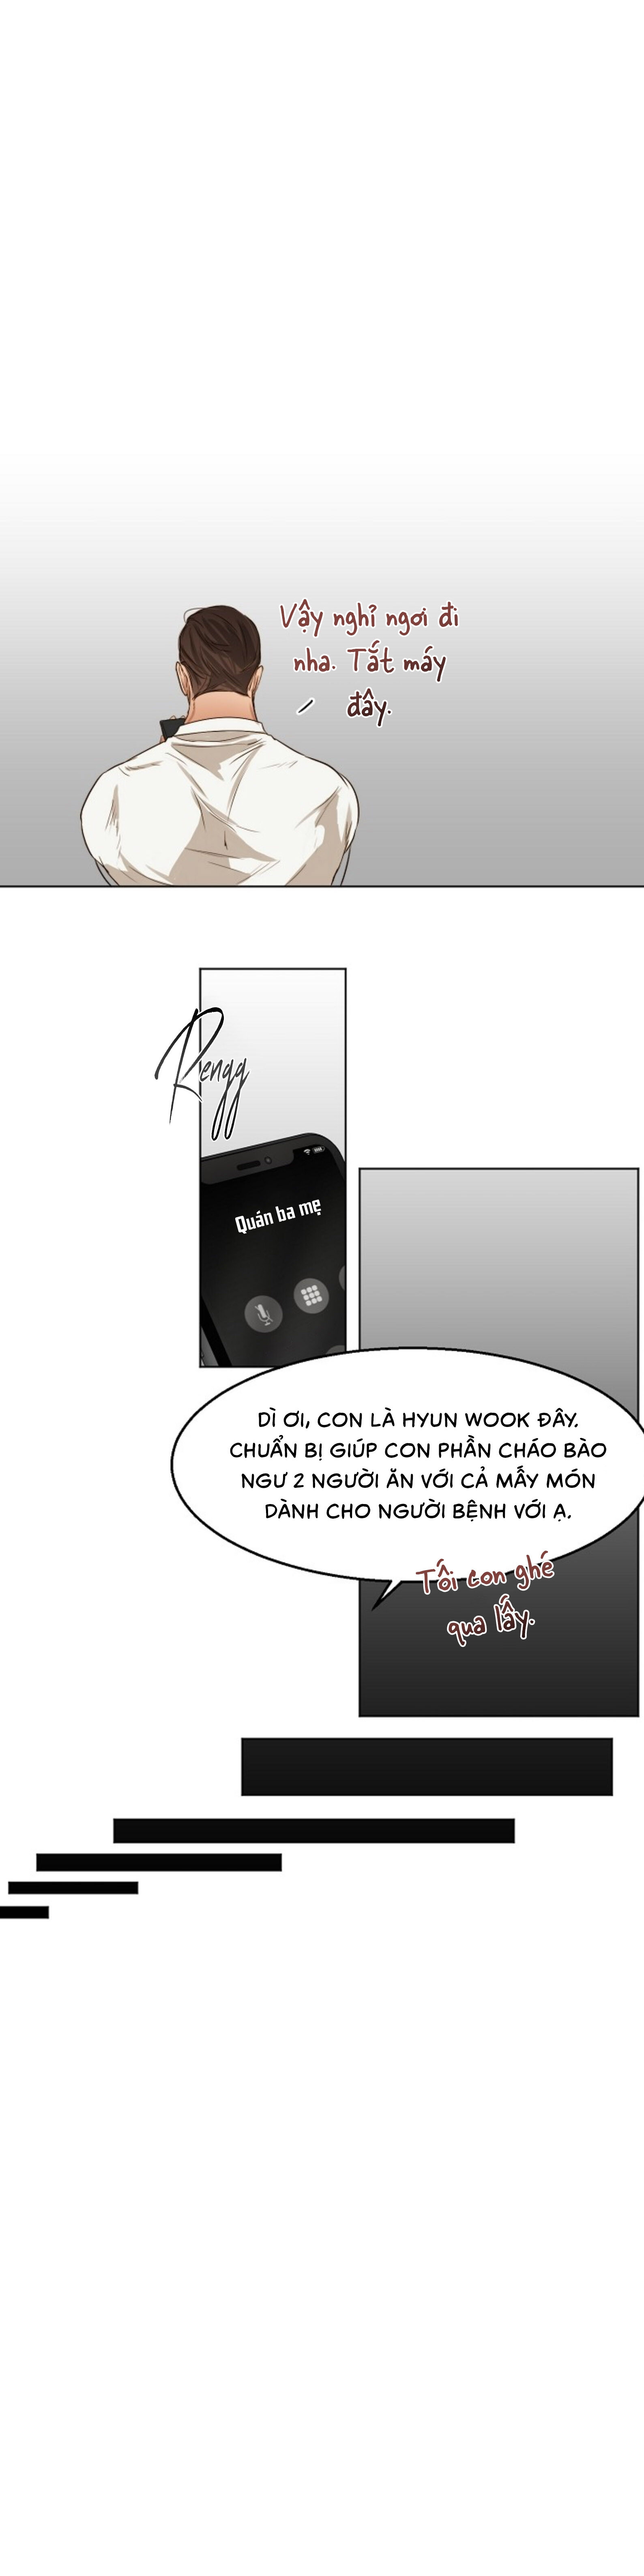 Vậy nghỉ ngơi đi
nha. Tắt máy
đây.
Rengg
Quán ba mẹ
DÌ ƠI, CON LÀ HYUN WOOK ĐÂY.
CHUẨN BỊ GIÚP CON PHẦN CHÁO BÀO
NGƯ 2 NGƯỜI ĂN VỚI CẢ MẤY MÓN
DÀNH CHO NGƯỜI BỆNH VỚI Ạ.
Tối con ghé
qua lấy.